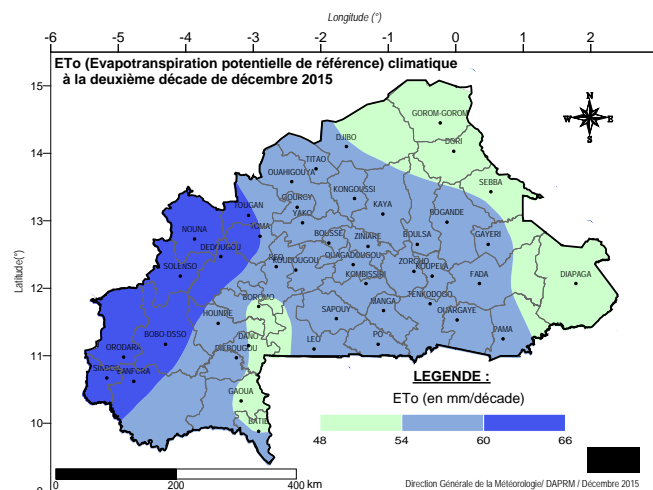 Longitude (°)
-6 -5 -4 -3 -2 -1 0 1 2
ETo (Evapotranspiration potentielle de référence) climatique
à la deuxième décade de décembre 2015
15
14
13
12
11
10
Latitude(°)
N
W E
S
GOROM-GOROM
DJIBO
DORI
TITAO
OUAHIGOUYA
SEBBA
KONGOUSSI
TOUGAN
GOURCY
KAYA
YAKO
BOGANDE
NOUNA
TOMA
BOUSSE
ZINIARE
BOULSA
GAYERI
DEDOUGOU
OUAGADOUGOU
SOLENSO
REO
KOUDOUGOU
ZORGHO
KOUPELA
KOMBISSIRI
FADA
DIAPAGA
BOROMO
TENKODOGO
HOUNDE
SAPOUY
MANGA
OUARGAYE
BOBO-DSSO
DANO
LEO
PO
PAMA
ORODARA
DIEBOUGOU
SINDOU
BANFORA
GAOUA
BATIE
LEGENDE :
ETo (en mm/décade)
48 54 60 66
0 200 400 km
Direction Générale de la Météorologie/ DAPRM / Décembre 2015